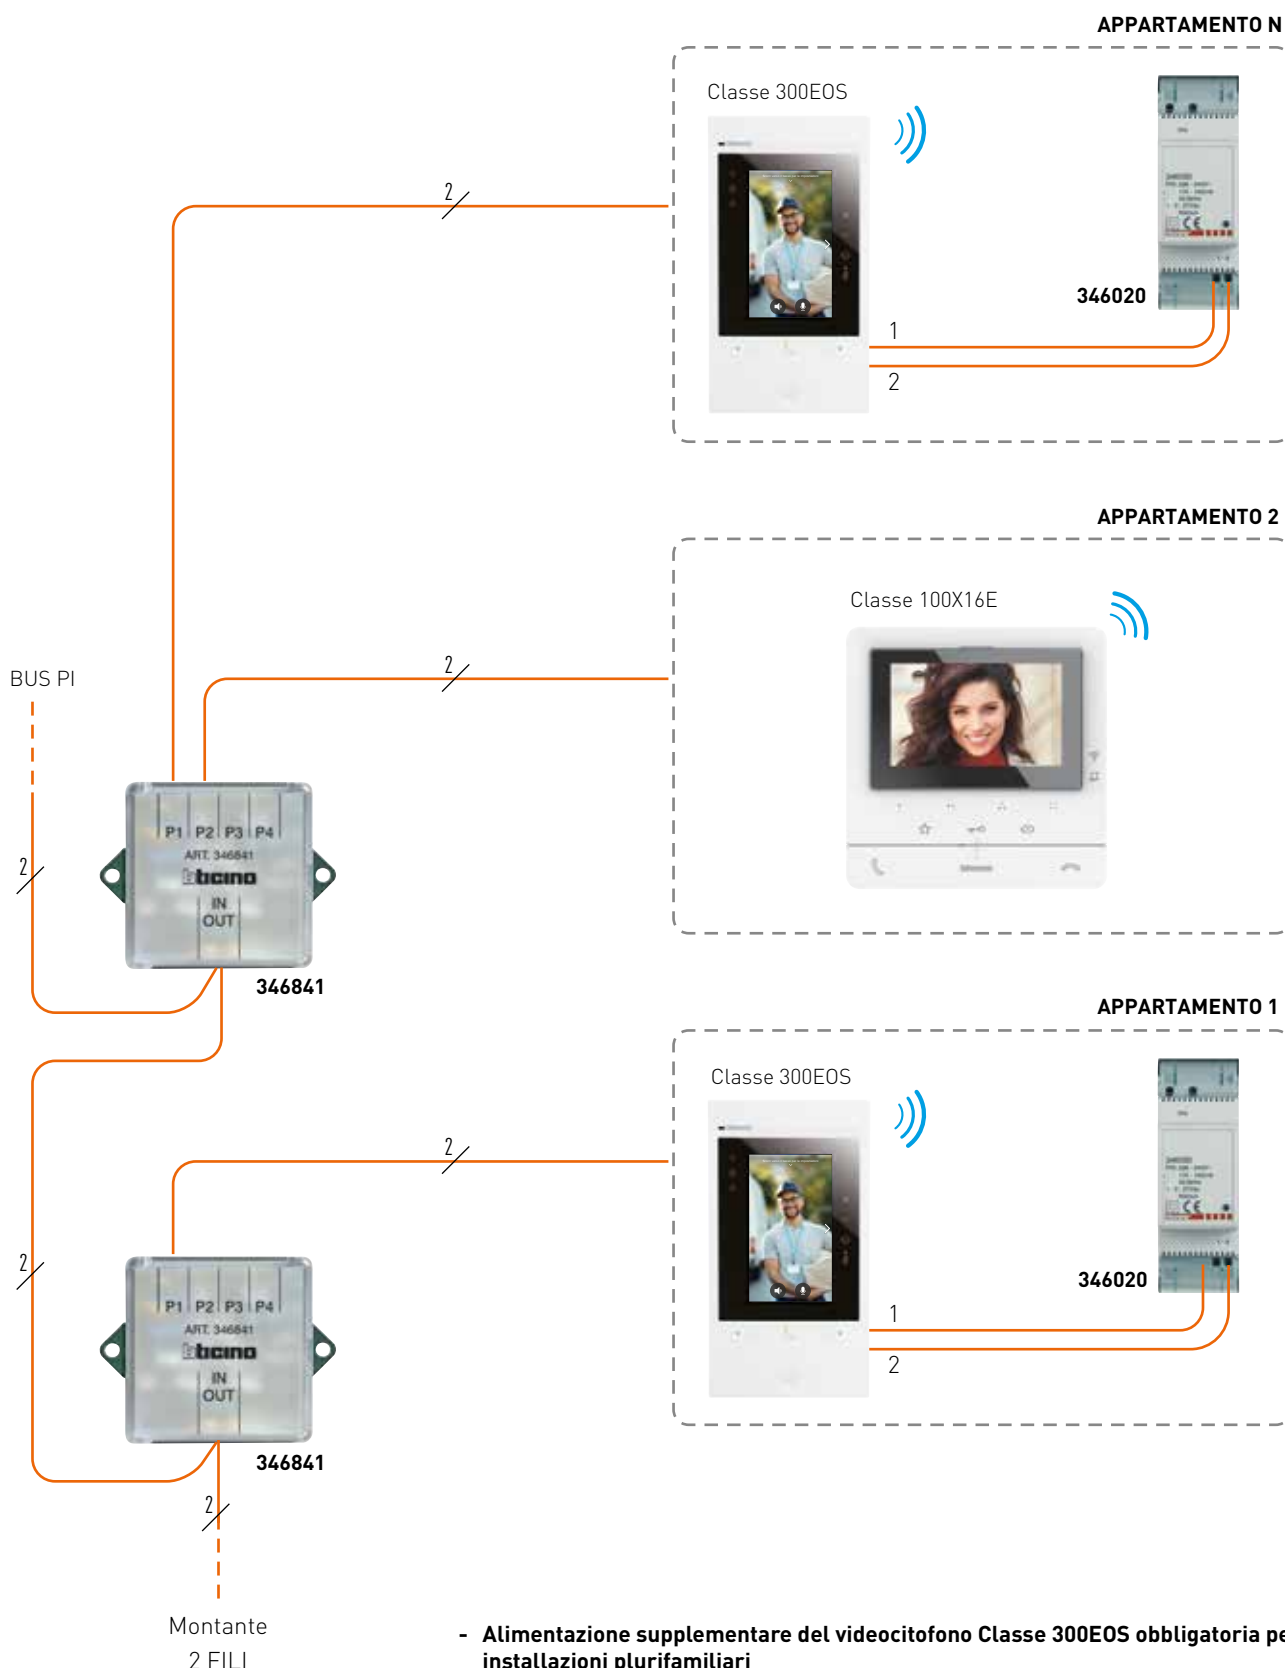 APPARTAMENTO N
Classe 300EOS
2
346020
1
2
APPARTAMENTO 2
Classe 100X16E
2
BUS PI
P1 P2 P3 P4
ART. 346841
bticino
IN
OUT
2
346841
APPARTAMENTO 1
Classe 300EOS
2
346020
1
2
2
P1 P2 P3 P4
ART. 346841
bticino
IN
OUT
346841
2
Montante
2 FILI
- Alimentazione supplementare del videocitofono Classe 300EOS obbligatoria pe
installazioni plurifamiliari